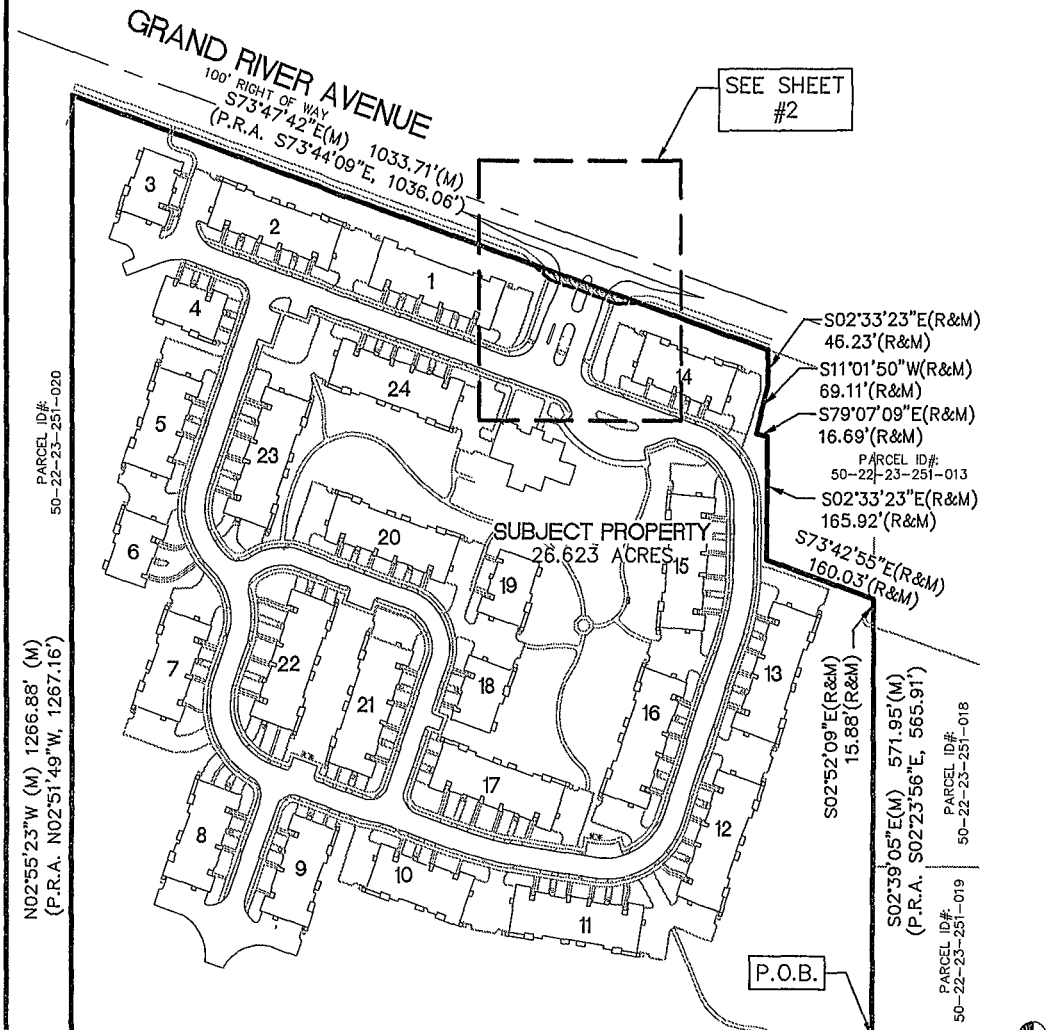 GRAND RIVER AVENUE
100' RIGHT OF WAY
S73°47'42"E(M) 1033.71'(M)
(P.R.A. S73°44'09"E, 1036.06')
SEE SHEET
#2
3
2
1
4
14
24
S02°33'23"E(R&M)
46.23'(R&M)
S11°01'50"W(R&M)
69.11'(R&M)
S79°07'09"E(R&M)
16.69'(R&M)
PARCEL ID#:
50-22-23-251-013
S02°33'23"E(R&M)
165.92'(R&M)
S73°42'55"E(R&M)
160.03'(R&M)
PARCEL ID#:
50-22-23-251-020
5
23
6
20
SUBJECT PROPERTY
26.623 ACRES
19
15
7
22
21
18
16
13
S02°52'09"E(R&M)
15.88'(R&M)
N02°55'23"W (M) 1266.88' (M)
(P.R.A. N02°51'49"W, 1267.16')
S02°39'05"E(M) 571.95'(M)
(P.R.A. S02°23'56"E, 565.91')
PARCEL ID#:
50-22-23-251-018
**
17
**
8
9
10
11
12
PARCEL ID#:
50-22-23-251-019
P.O.B.